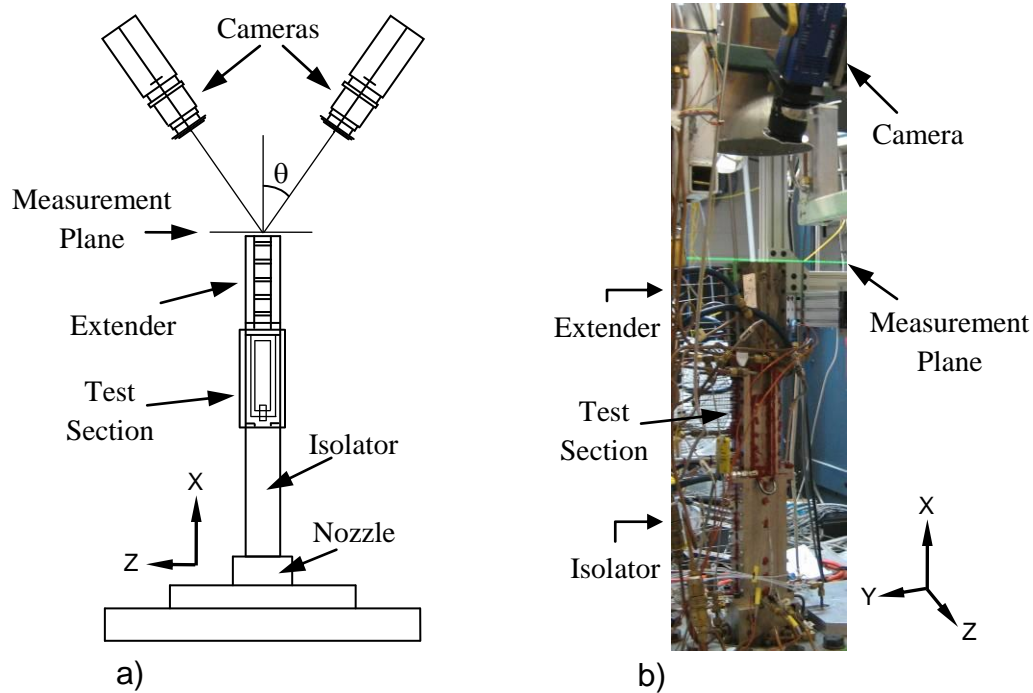 Cameras
θ
Measurement
Plane
Extender
Test
Section
Isolator
X
Z
Nozzle
a)
Camera
Extender
Measurement
Plane
Test
Section
Isolator
X
Y
Z
b)